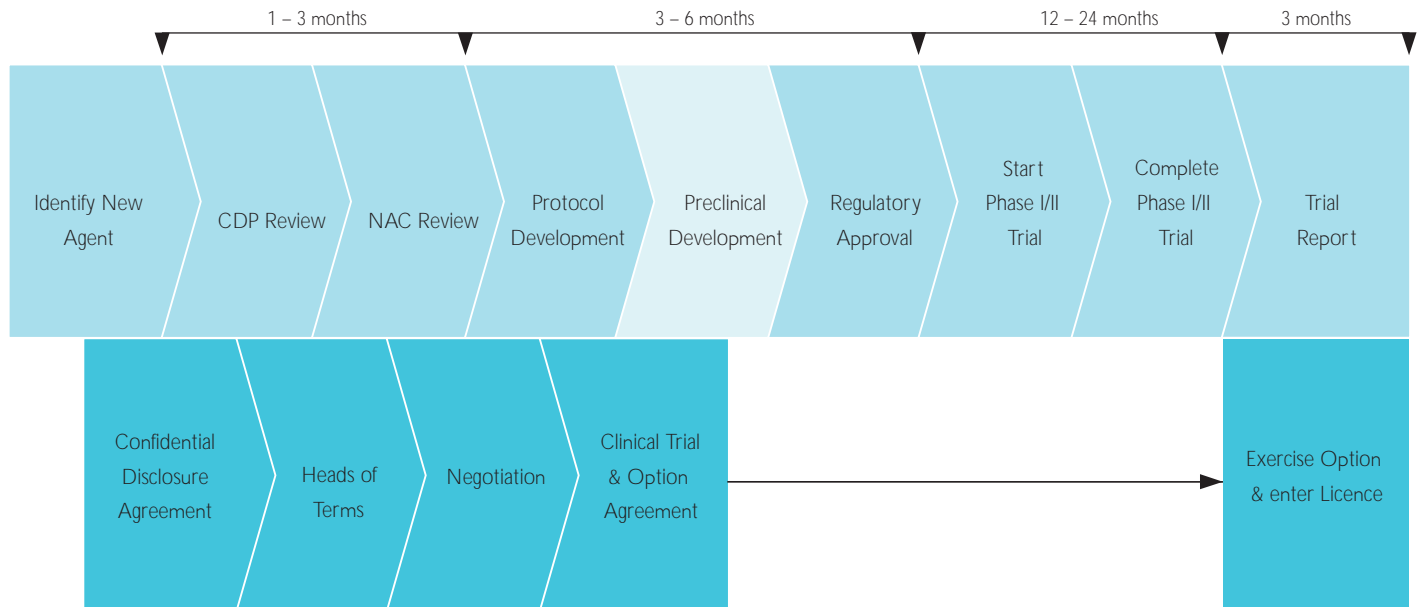 1 – 3 months
3 – 6 months
12 – 24 months
3 months
Identify New
Agent
CDP Review
NAC Review
Protocol
Development
Preclinical
Development
Regulatory
Approval
Start
Phase I/II
Trial
Complete
Phase I/II
Trial
Trial
Report
Confidential
Disclosure
Agreement
Heads of
Terms
Negotiation
Clinical Trial
& Option
Agreement
Exercise Option
& enter Licence